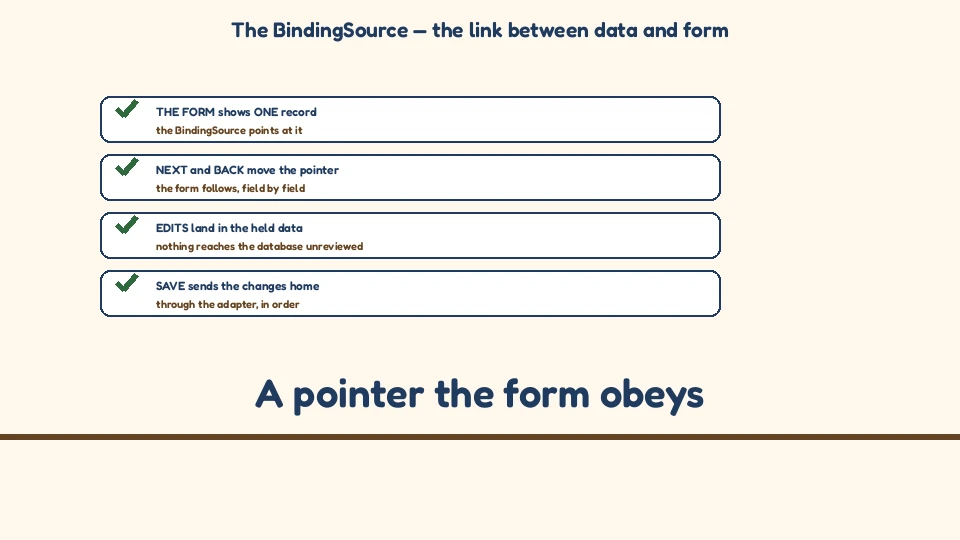 The BindingSource — the link between data and form
THE FORM shows ONE record
the BindingSource points at it
NEXT and BACK move the pointer
the form follows, field by field
EDITS land in the held data
nothing reaches the database unreviewed
SAVE sends the changes home
through the adapter, in order
A pointer the form obeys